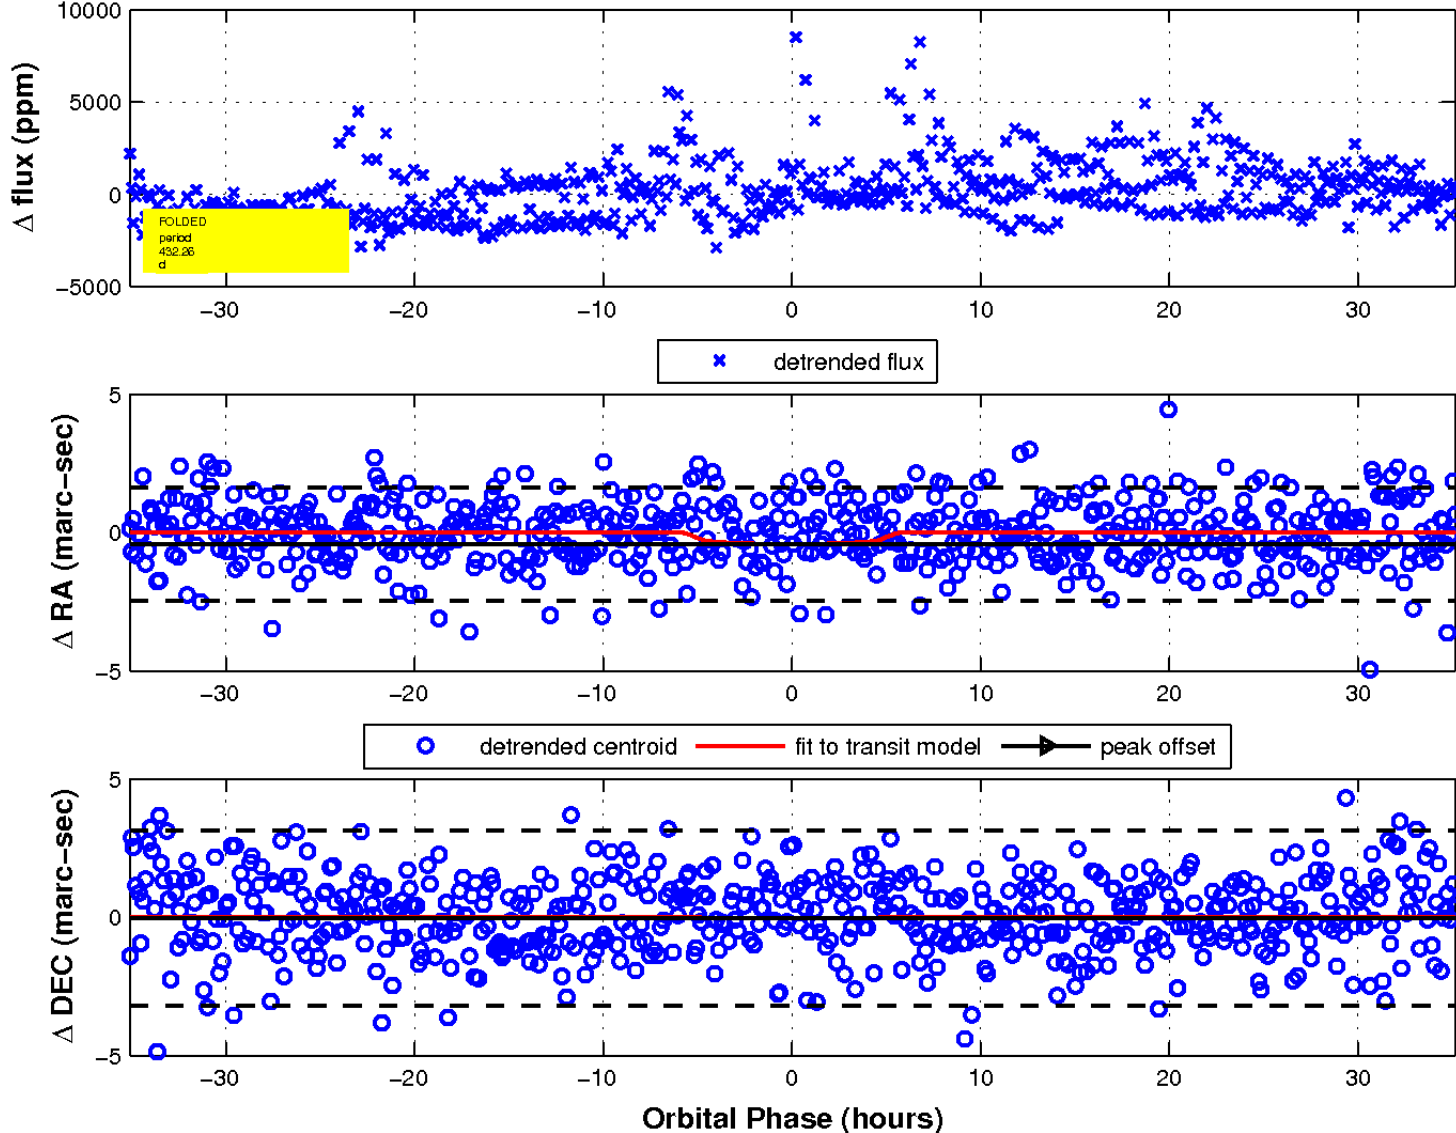 10000
5000
0
−5000
Δ flux (ppm)
FOLDED
period
432.26
d
−30 −20 −10 0 10 20 30
detrended flux
5
0
−5
Δ RA (marc−sec)
−30 −20 −10 0 10 20 30
detrended centroid fit to transit model peak offset
5
0
−5
Δ DEC (marc−sec)
−30 −20 −10 0 10 20 30
Orbital Phase (hours)